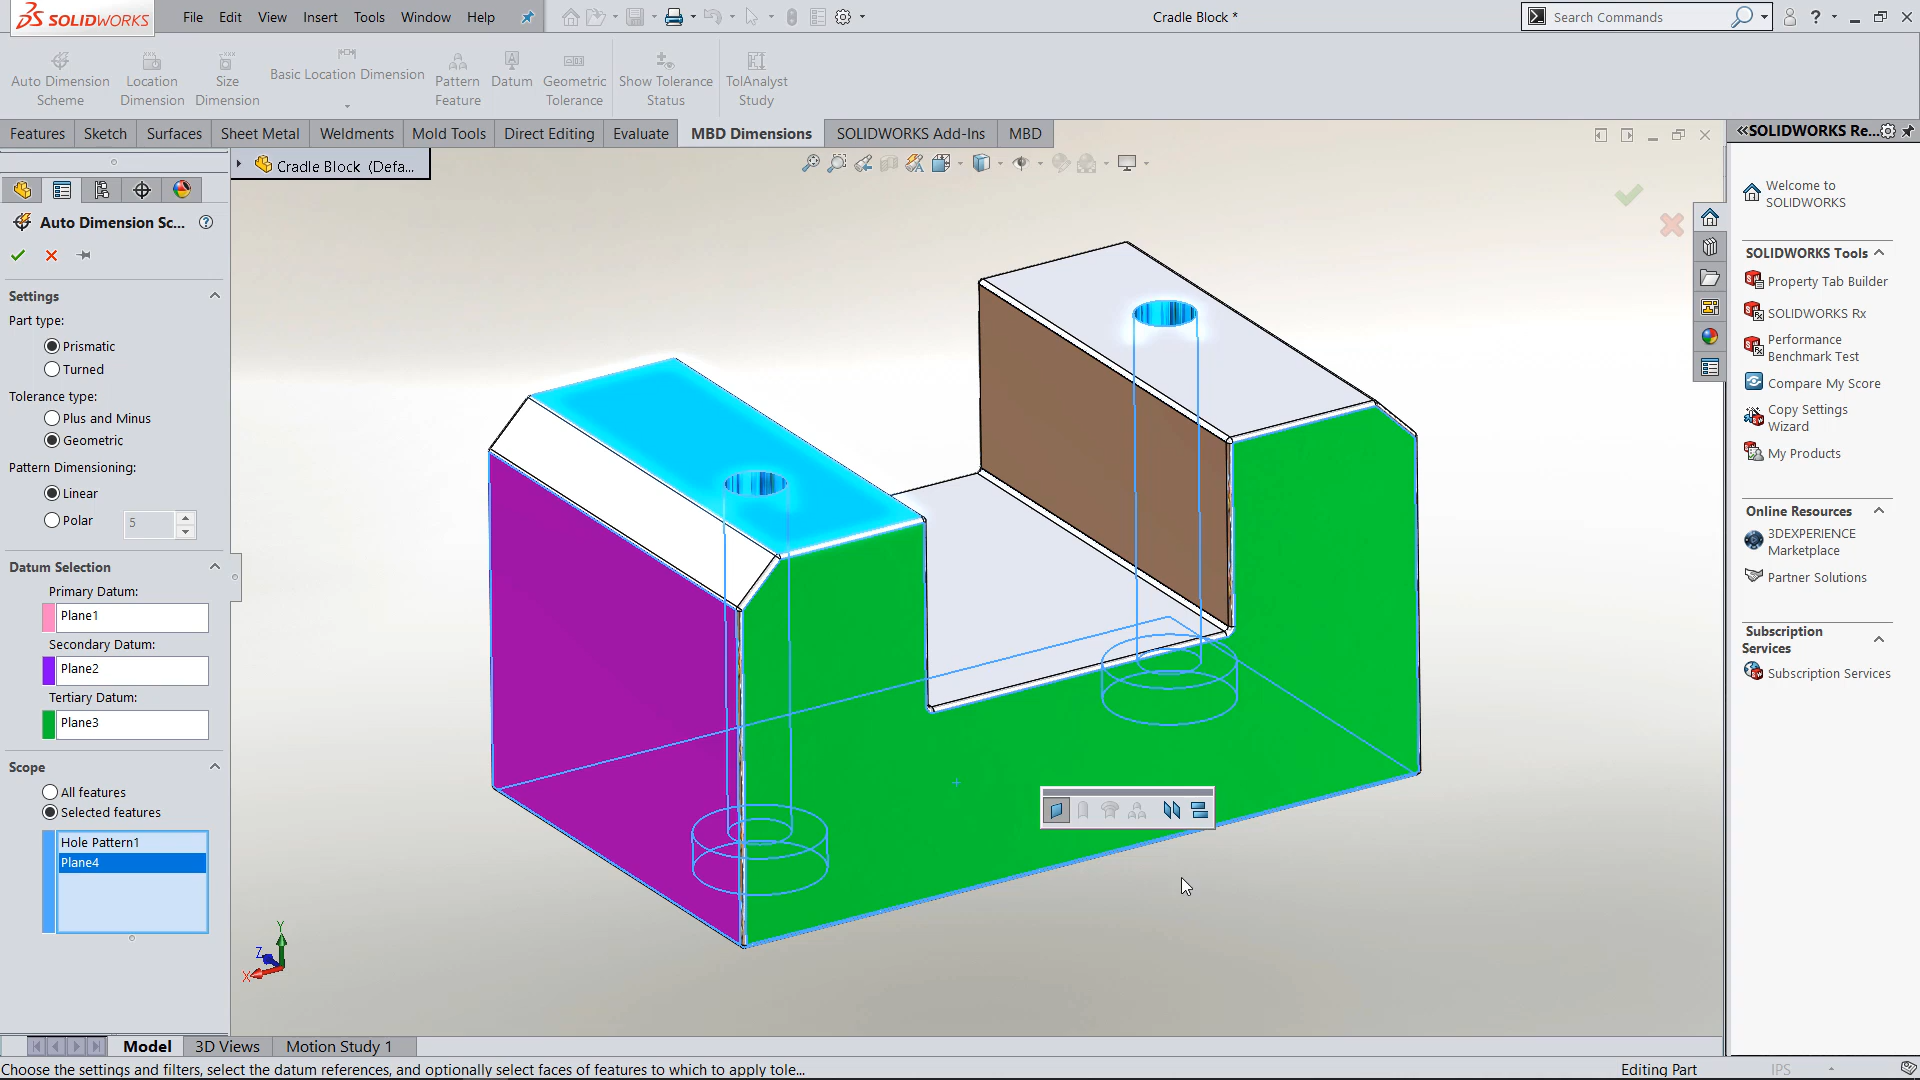 SOLIDWORKS
File Edit View Insert Tools Window Help
Cradle Block *
Search Commands
?
Auto Dimension Scheme
Location Dimension
Size Dimension
Basic Location Dimension
Pattern Feature
Datum
Geometric Tolerance
Show Tolerance Status
TolAnalyst Study
Features Sketch Surfaces Sheet Metal Weldments Mold Tools Direct Editing Evaluate MBD Dimensions SOLIDWORKS Add-Ins MBD
Cradle Block (Defa...
Auto Dimension Sc...
?
Settings
Part type:
Prismatic
Turned
Tolerance type:
Plus and Minus
Geometric
Pattern Dimensioning:
Linear
Polar 5
Datum Selection
Primary Datum:
Plane1
Secondary Datum:
Plane2
Tertiary Datum:
Plane3
Scope
All features
Selected features
Hole Pattern1
Plane4
Y
Z
X
SOLIDWORKS Re...
Welcome to
SOLIDWORKS
SOLIDWORKS Tools
Property Tab Builder
SOLIDWORKS Rx
Performance
Benchmark Test
Compare My Score
Copy Settings
Wizard
My Products
Online Resources
3DEXPERIENCE
Marketplace
Partner Solutions
Subscription
Services
Subscription Services
Model 3D Views Motion Study 1
Choose the settings and filters, select the datum references, and optionally select faces of features to which to apply tole...
Editing Part IPS